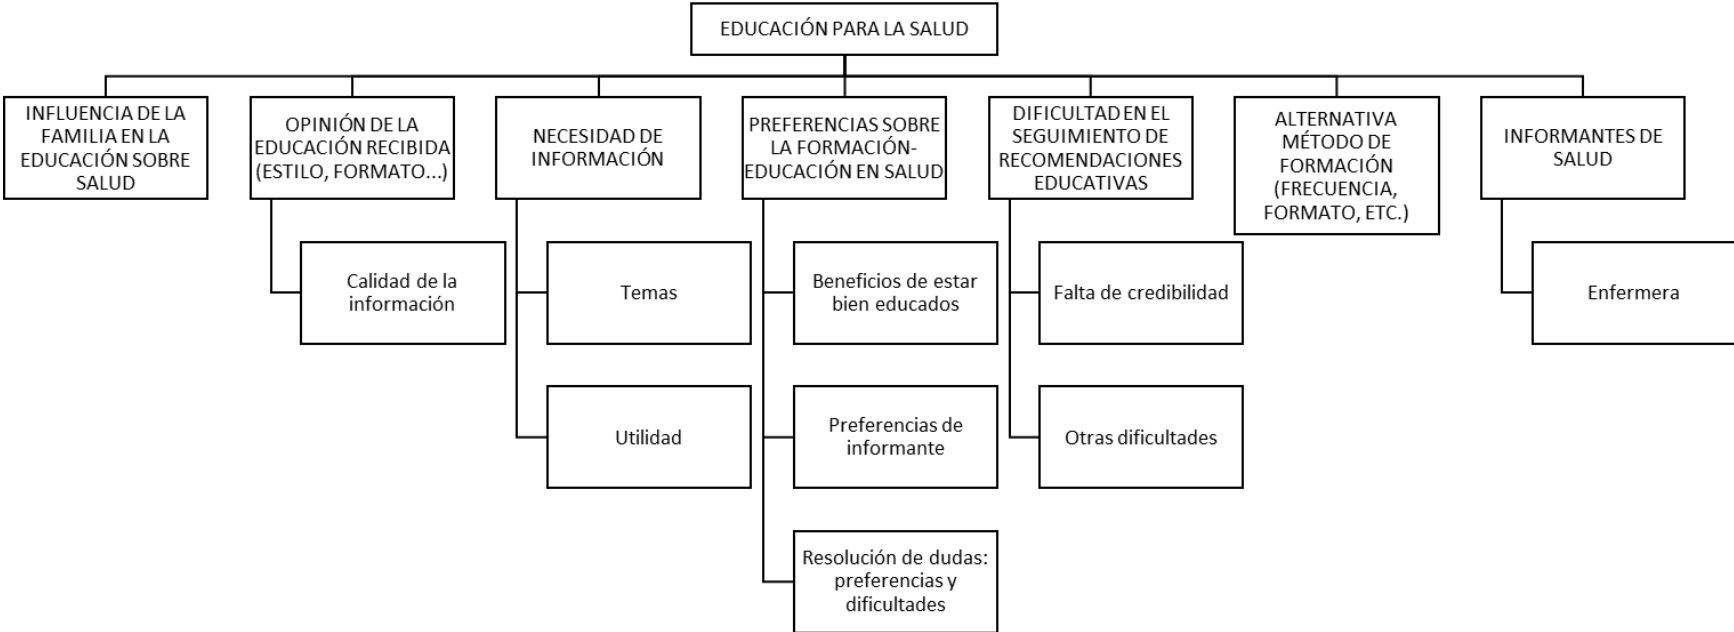 EDUCACIÓN PARA LA SALUD
INFLUENCIA DE LA
FAMILIA EN LA
EDUCACIÓN SOBRE
SALUD
OPINIÓN DE LA
EDUCACIÓN RECIBIDA
(ESTILO, FORMATO...)
NECESIDAD DE
INFORMACIÓN
PREFERENCIAS SOBRE
LA FORMACIÓN-
EDUCACIÓN EN SALUD
DIFICULTAD EN EL
SEGUIMIENTO DE
RECOMENDACIONES
EDUCATIVAS
ALTERNATIVA
MÉTODO DE
FORMACIÓN
(FRECUENCIA,
FORMATO, ETC.)
INFORMANTES DE
SALUD
Calidad de la
información
Temas
Beneficios de estar
bien educados
Falta de credibilidad
Enfermera
Utilidad
Preferencias de
informante
Otras dificultades
Resolución de dudas:
preferencias y
dificultades